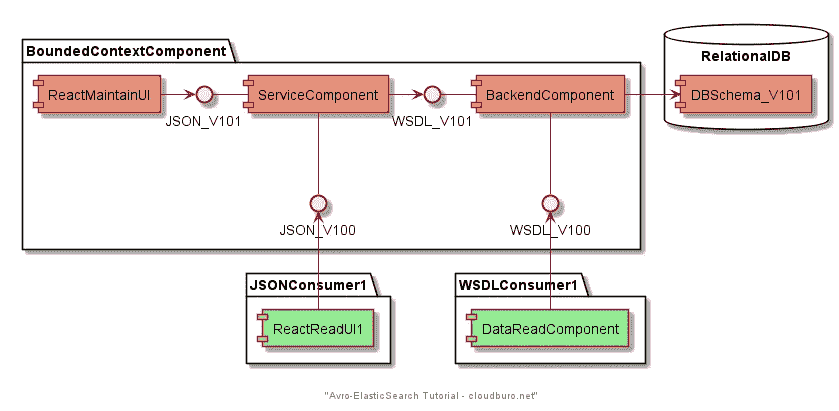 BoundedContextComponent
RelationalDB
ReactMaintainUI
ServiceComponent
BackendComponent
DBSchema_V101
JSON_V101
WSDL_V101
JSON_V100
WSDL_V100
JSONConsumer1
WSDLConsumer1
ReactReadUI1
DataReadComponent
"Avro-ElasticSearch Tutorial - cloudburo.net"